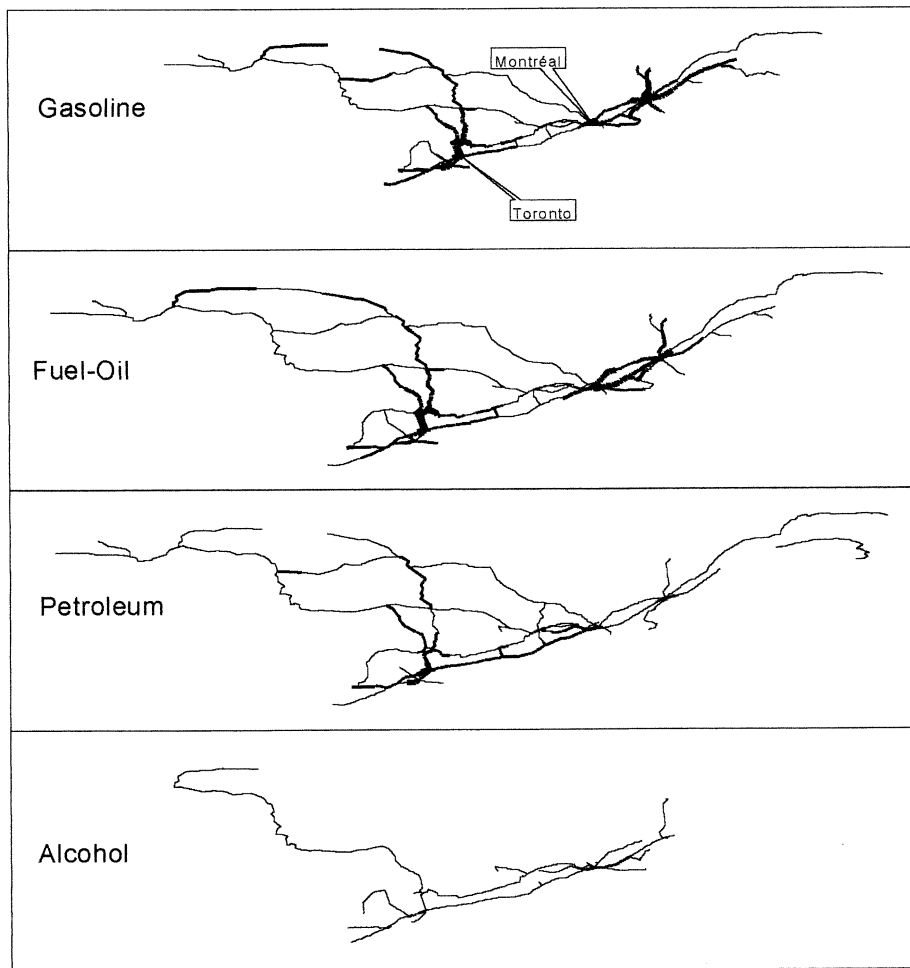 Montréal
Gasoline
Toronto
Fuel-Oil
Petroleum
Alcohol